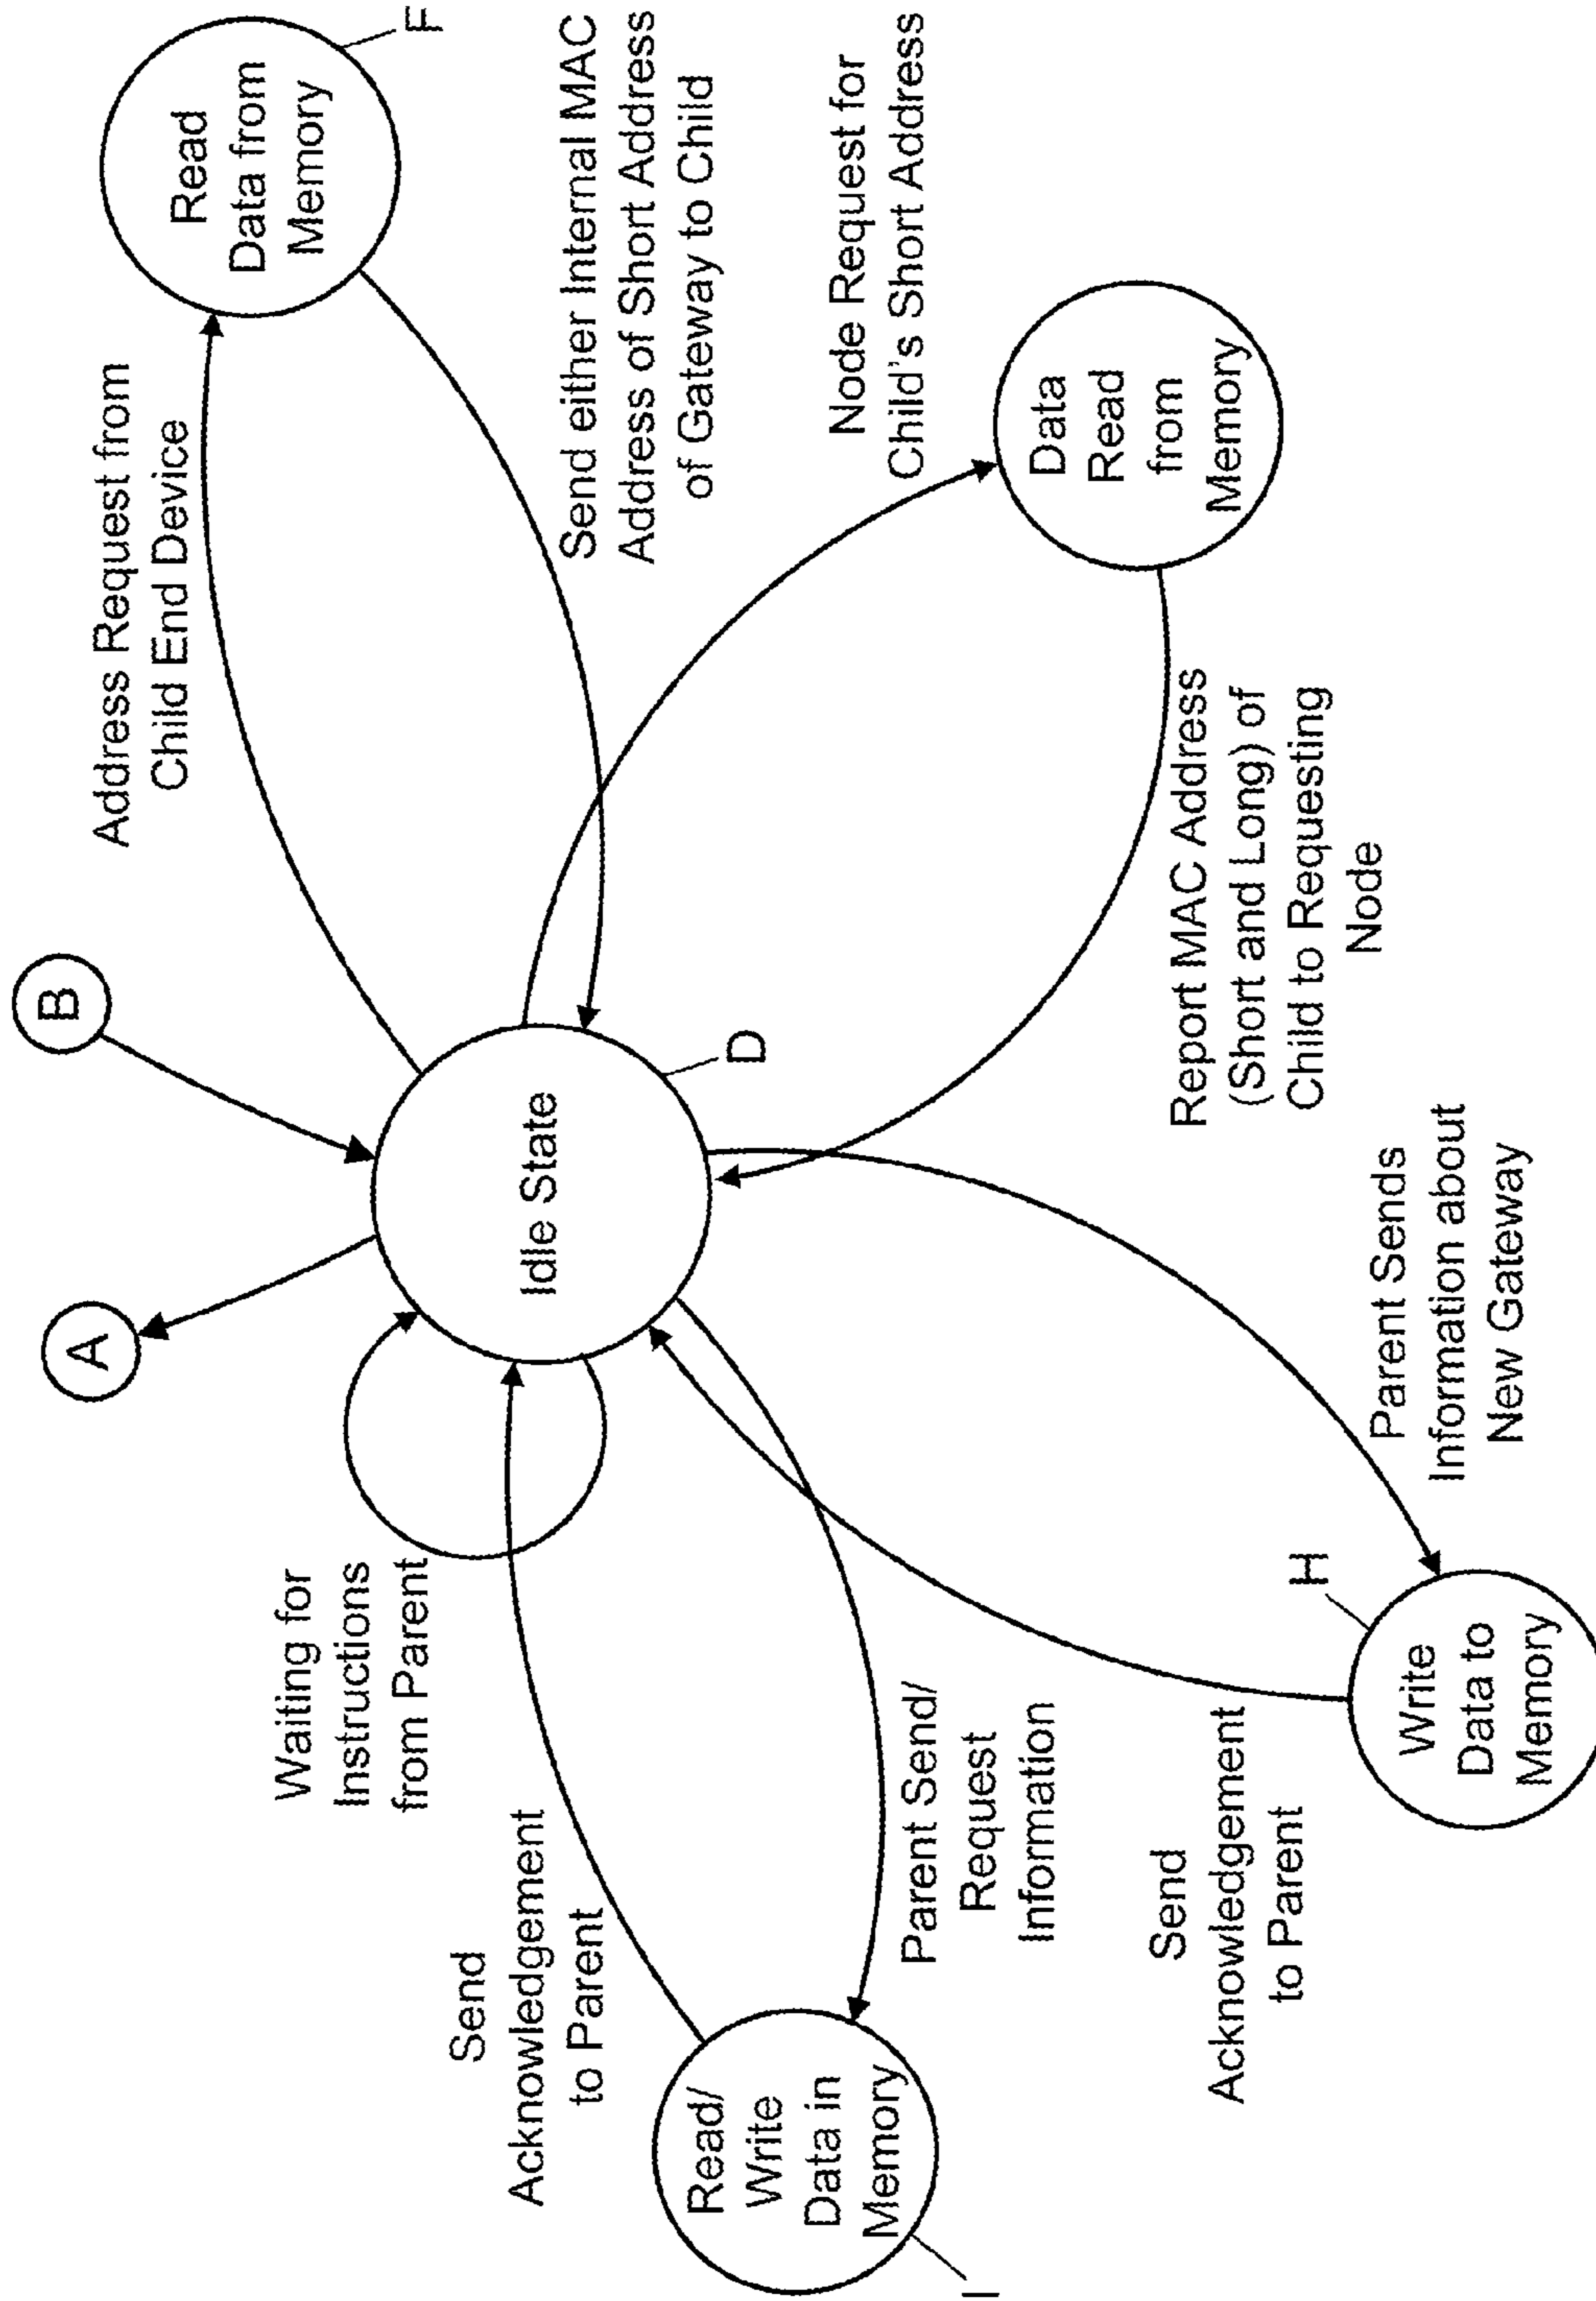 A
B
Waiting for
Instructions
from Parent
Address Request from
Child End Device
Read
Data from
Memory
F
Send
Acknowledgement
to Parent
Idle State
D
Send either Internal MAC
Address of Short Address
of Gateway to Child
Read/
Write
Data in
Memory
I
Parent Send/
Request
Information
Node Request for
Child's Short Address
Data
Read
from
Memory
Report MAC Address
(Short and Long) of
Child to Requesting
Node
Send
Acknowledgement
to Parent
H
Write
Data to
Memory
Parent Sends
Information about
New Gateway